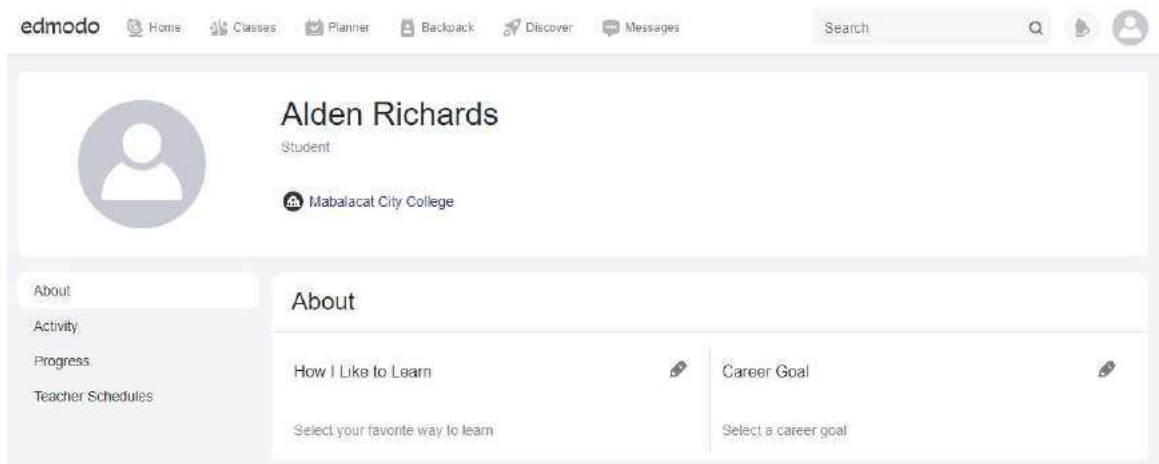 edmodo Home Classes Planner Backpack Discover Messages Search
Alden Richards
Student
Mabalacat City College
About
Activity
Progress
Teacher Schedules
About
How I Like to Learn
Select your favorite way to learn
Career Goal
Select a career goal